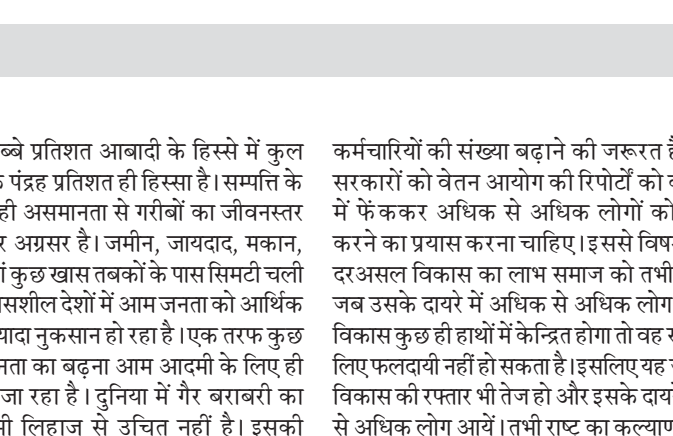 प्रतिशत आबादी के हिस्से में कुल
पंद्रह प्रतिशत ही हिस्सा है। सम्पत्ति के
ही असमानता से गरीबों का जीवनस्तर
अग्रसर है। जमीन, जायदाद, मकान,
कुछ खास तबकों के पास सिमटी चली
देशों में आम जनता को आर्थिक
नुकसान हो रहा है। एक तरफ कुछ
का बढ़ना आम आदमी के लिए ही
जा रहा है। दुनिया में गैर बराबरी का
लिहाज से उचित नहीं है। इसकी
कर्मचारियों की संख्या बढ़ाने की जरूरत
सरकारों को वेतन आयोग की रिपोर्टों को
में फेंककर अधिक से अधिक लोगों को
करने का प्रयास करना चाहिए। इससे
दरअसल विकास का लाभ समाज को तभी
जब उसके दायरे में अधिक से अधिक लोग
विकास कुछ ही हाथों में केन्द्रित होगा तो वह
लिए फलदायी नहीं हो सकता है। इसलिए यह
विकास की रफ्तार भी तेज हो और इसके
से अधिक लोग आयें। तभी राष्ट्र का कल्याण